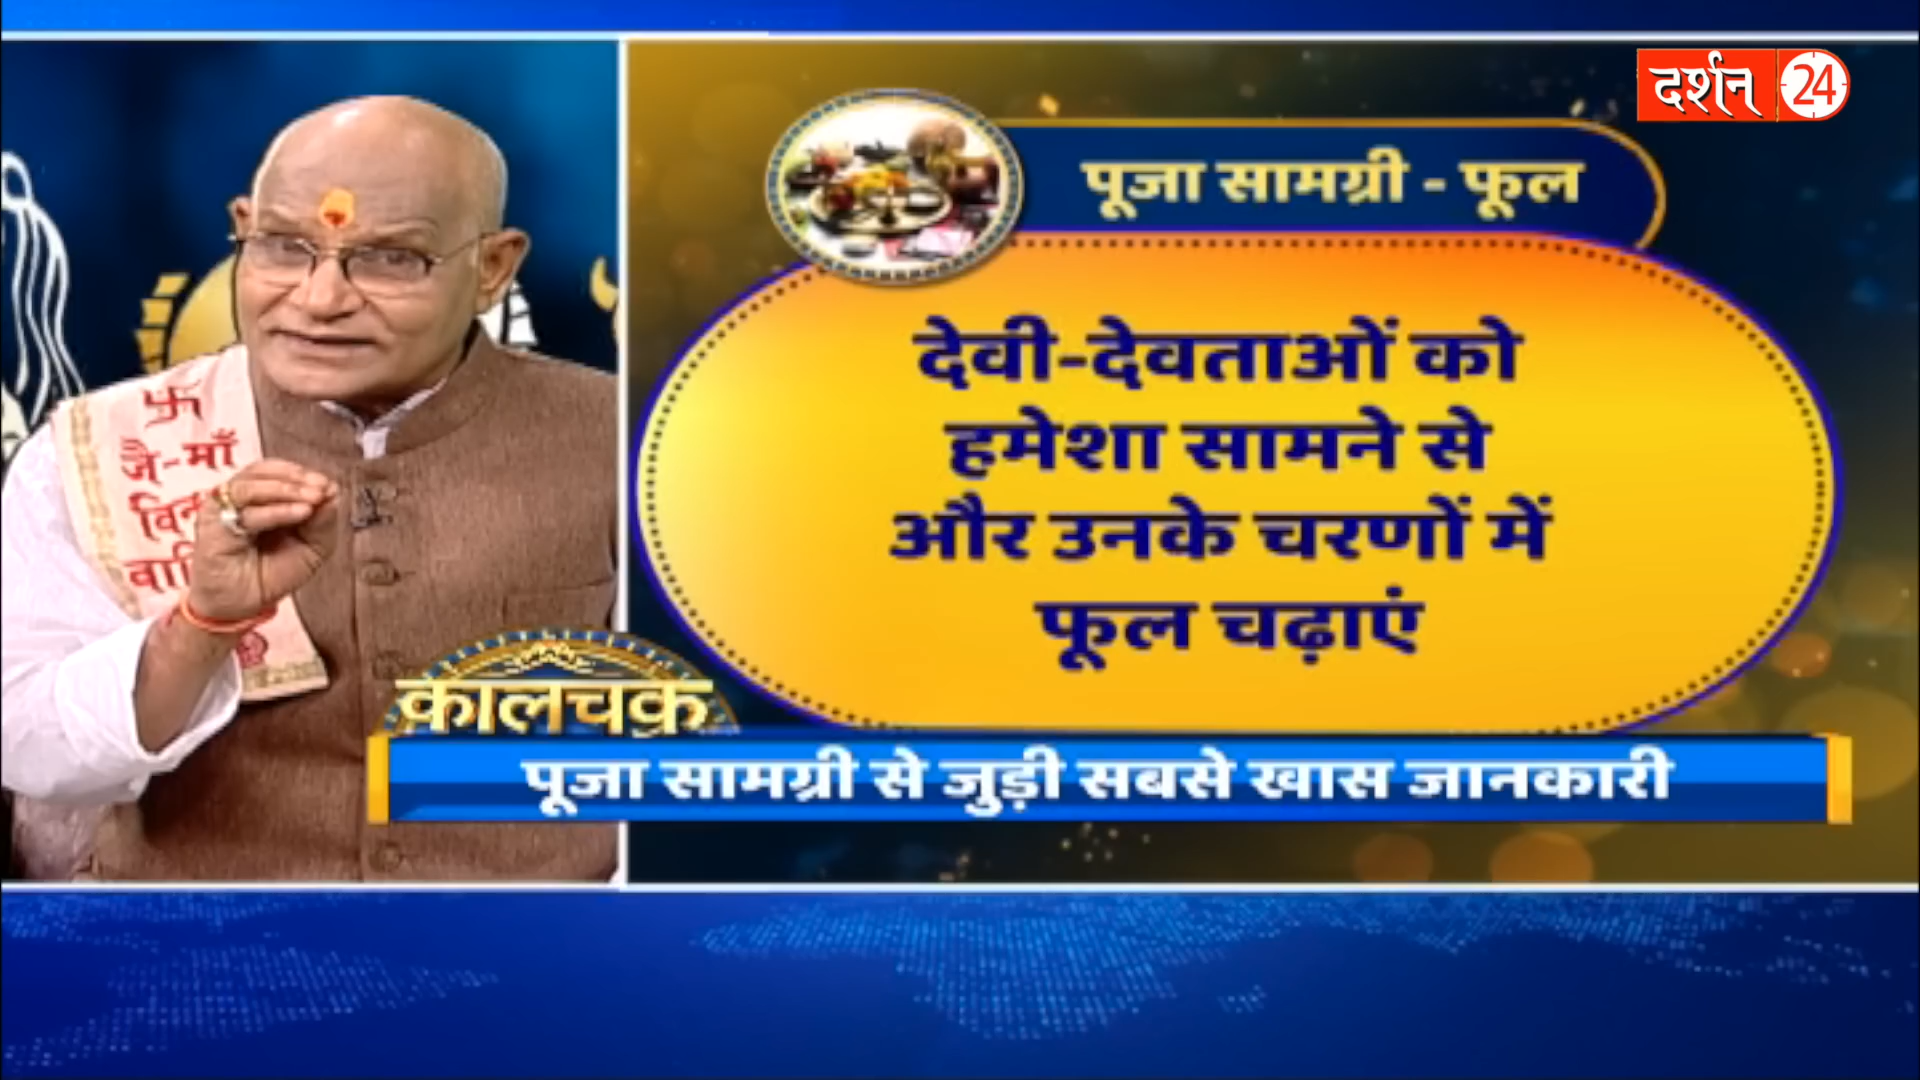 दर्शन 24
पूजा सामग्री - फूल
देवी-देवताओं को
हमेशा सामने से
और उनके चरणों में
फूल चढ़ाएं
जै-माँ
कालचक्र
पूजा सामग्री से जुड़ी सबसे खास जानकारी